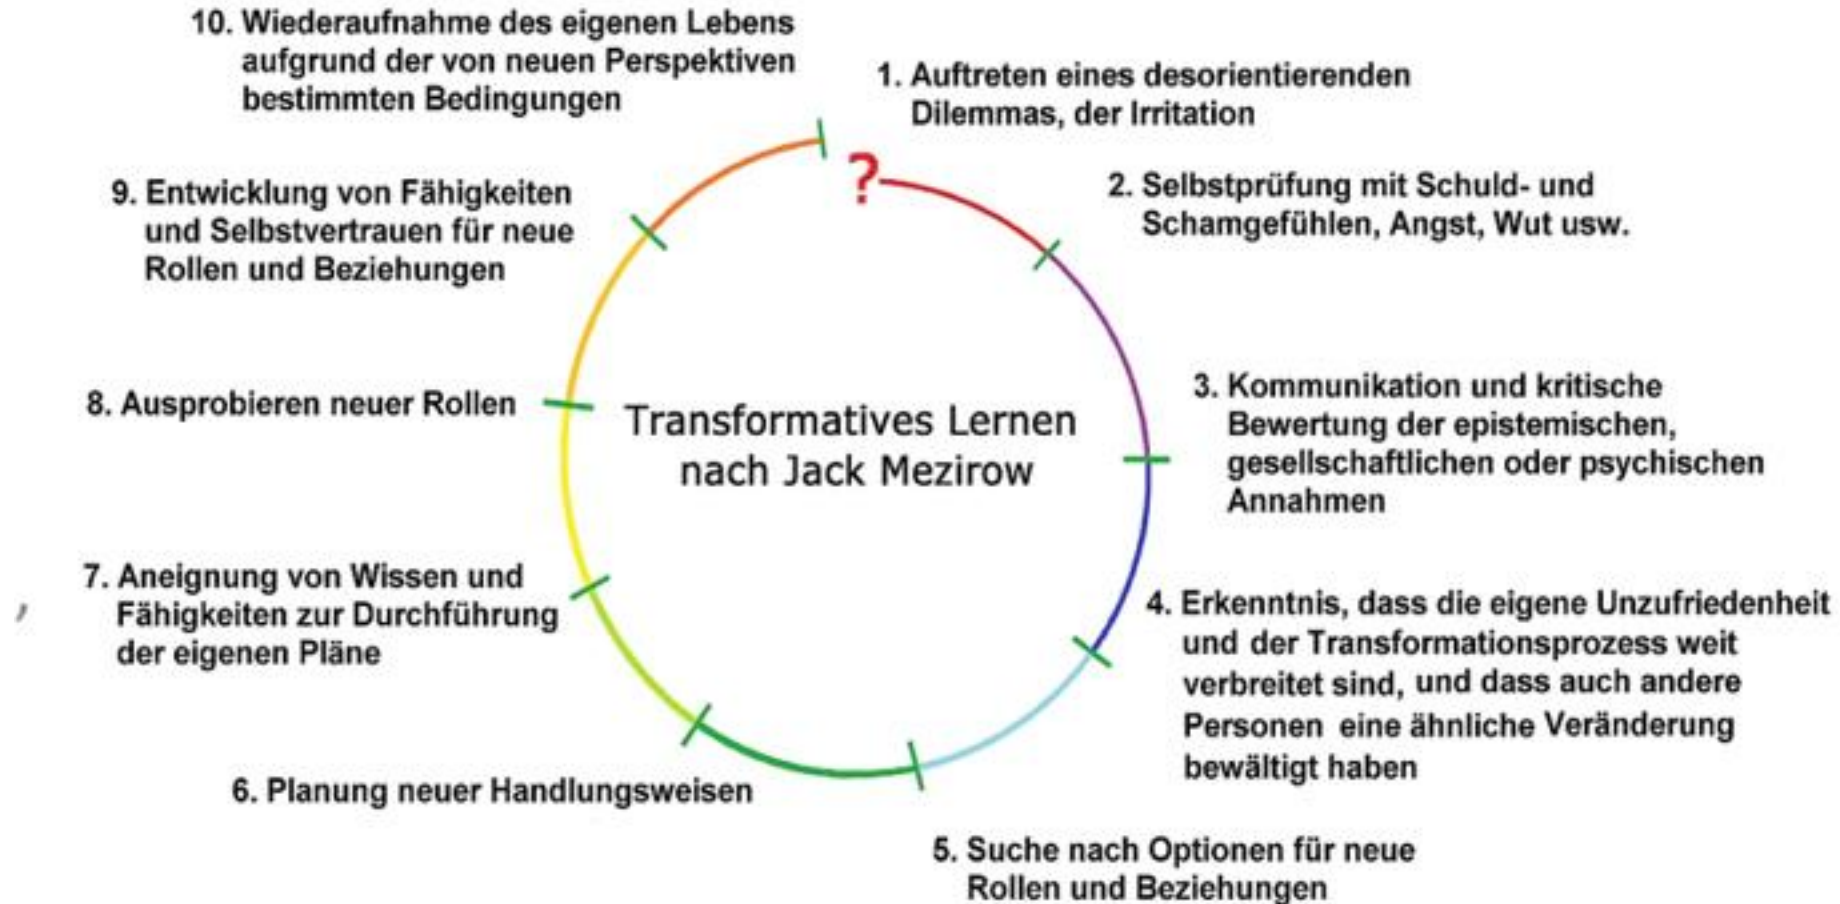 10. Wiederaufnahme des eigenen Lebens
aufgrund der von neuen Perspektiven
bestimmten Bedingungen
1. Auftreten eines desorientierenden
Dilemmas, der Irritation
?
2. Selbstprüfung mit Schuld- und
Schamgefühlen, Angst, Wut usw.
3. Kommunikation und kritische
Bewertung der epistemischen,
gesellschaftlichen oder psychischen
Annahmen
4. Erkenntnis, dass die eigene Unzufriedenheit
und der Transformationsprozess weit
verbreitet sind, und dass auch andere
Personen eine ähnliche Veränderung
bewältigt haben
5. Suche nach Optionen für neue
Rollen und Beziehungen
6. Planung neuer Handlungsweisen
7. Aneignung von Wissen und
Fähigkeiten zur Durchführung
der eigenen Pläne
,
8. Ausprobieren neuer Rollen
9. Entwicklung von Fähigkeiten
und Selbstvertrauen für neue
Rollen und Beziehungen
Transformatives Lernen
nach Jack Mezirow